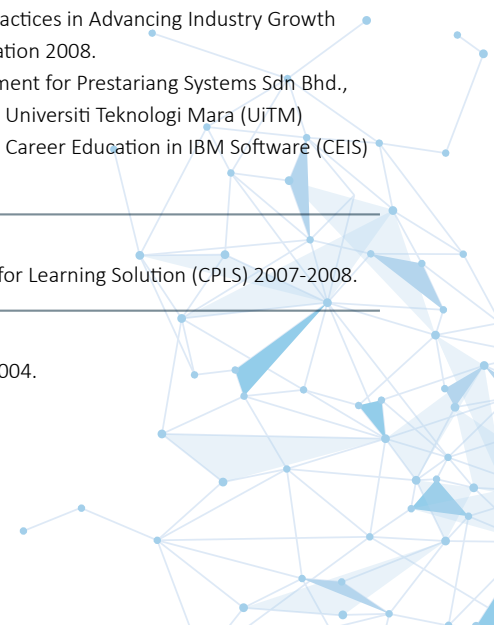 actices in Advancing Industry Growth
ation 2008.
ment for Prestariang Systems Sdn Bhd.,
Universiti Teknologi Mara (UiTM)
Career Education in IBM Software (CEIS)
for Learning Solution (CPLS) 2007-2008.
004.